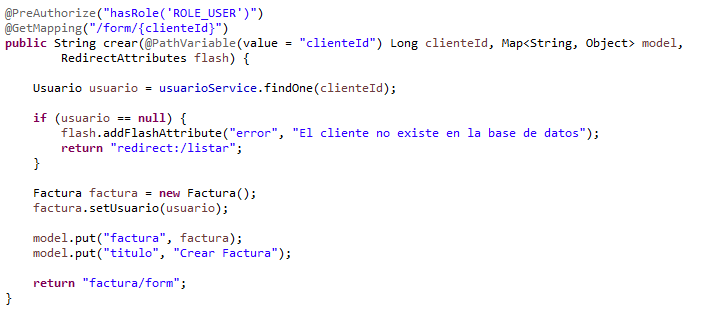 @PreAuthorize("hasRole('ROLE_USER')")
@GetMapping("/form/{clienteId}")
public String crear(@PathVariable(value = "clienteId") Long clienteId, Map<String, Object> model,
        RedirectAttributes flash) {

    Usuario usuario = usuarioService.findOne(clienteId);

    if (usuario == null) {
        flash.addFlashAttribute("error", "El cliente no existe en la base de datos");
        return "redirect:/listar";
    }

    Factura factura = new Factura();
    factura.setUsuario(usuario);

    model.put("factura", factura);
    model.put("titulo", "Crear Factura");

    return "factura/form";
}